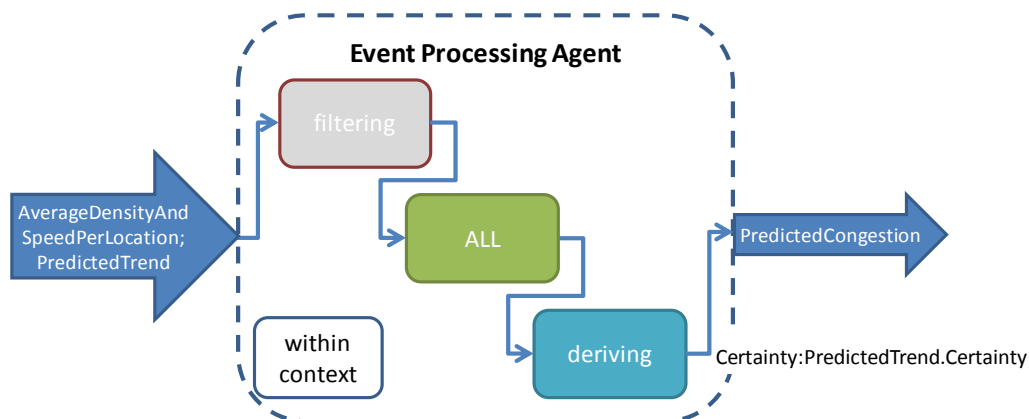 Event Processing Agent
filtering
AverageDensityAnd
SpeedPerLocation;
PredictedTrend
ALL
PredictedCongestion
within
context
deriving
Certainty:PredictedTrend.Certainty